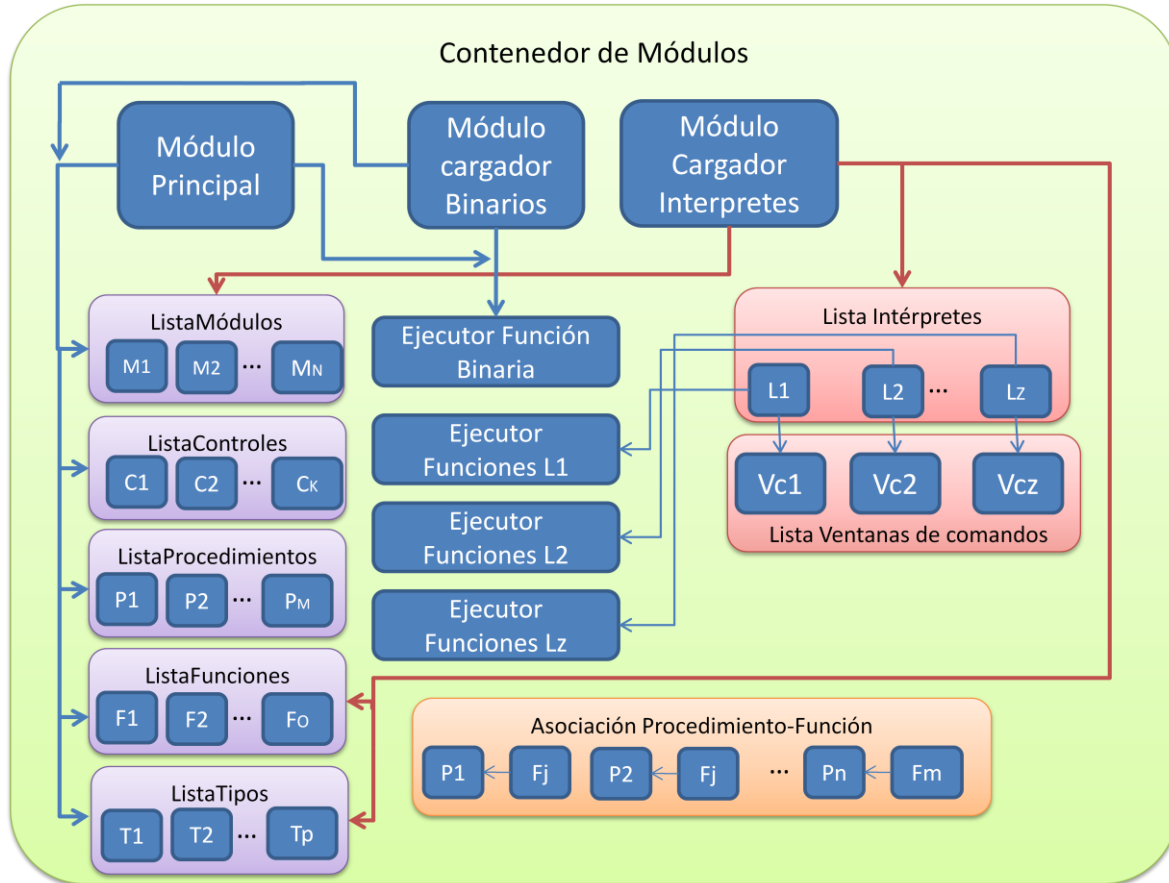 Contenedor de Módulos
Módulo
Principal
Módulo
cargador
Binarios
Módulo
Cargador
Interpretes
ListaMódulos
M1 M2 ... MN
ListaControles
C1 C2 ... CK
ListaProcedimientos
P1 P2 ... PM
ListaFunciones
F1 F2 ... FO
ListaTipos
T1 T2 ... Tp
Ejecutor Función
Binaria
Ejecutor
Funciones L1
Ejecutor
Funciones L2
Ejecutor
Funciones Lz
Lista Intérpretes
L1 L2 ... Lz
Vc1 Vc2 Vcz
Lista Ventanas de comandos
Asociación Procedimiento-Función
P1 Fj P2 Fj ... Pn Fm